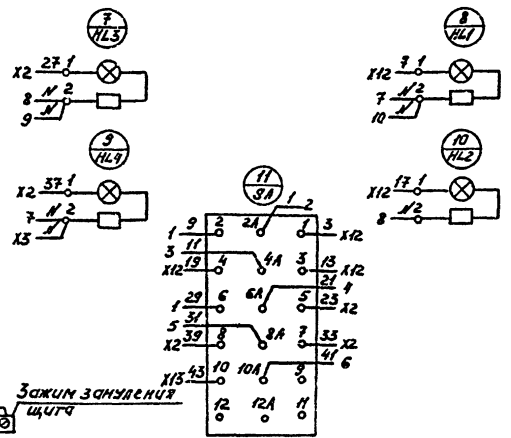 7
HL3
8
HL1
X2 27 1
8 N 2
9 N
X12 7 1
7 N 2
10 N
9
HL4
10
HL2
X2 37 1
7 N 2
X3 N
X12 17 1
8 N 2
11
SA
1 2
1 9 2 2A 1 3 X12
3 11
X12 19 4 4A 3 13 X12
21 4
1 29 6 6A 5 23 X2
5 31
X2 39 8 8A 7 33 X2
41 6
X13 43 10 10A 9
12 12A 11
Зажим зануления
щита